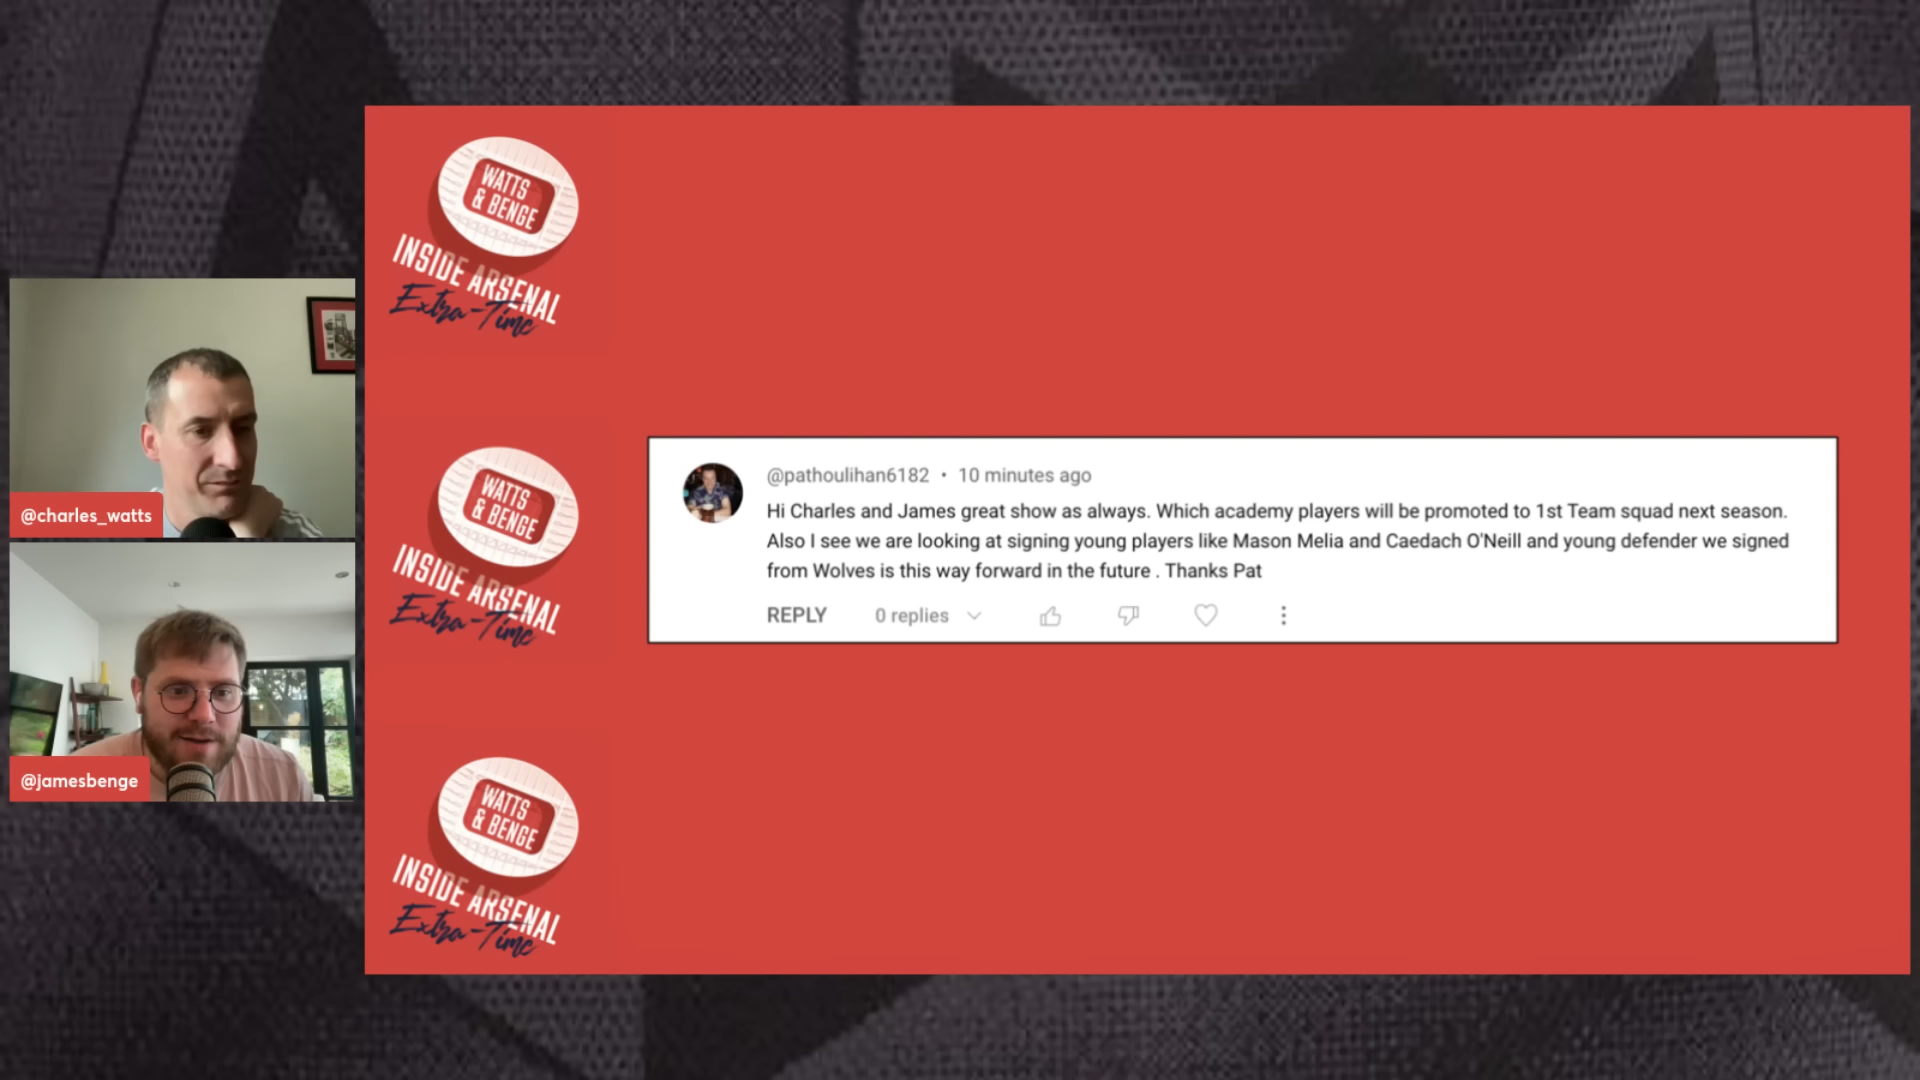 WATTS
& BENGE
INSIDE ARSENAL
Extra-Time
@charles_watts
@jamesbenge
WATTS
& BENGE
INSIDE ARSENAL
Extra-Time
@pathoulihan6182 • 10 minutes ago
Hi Charles and James great show as always. Which academy players will be promoted to 1st Team squad next season.
Also I see we are looking at signing young players like Mason Melia and Caedach O'Neill and young defender we signed
from Wolves is this way forward in the future . Thanks Pat
REPLY 0 replies
WATTS
& BENGE
INSIDE ARSENAL
Extra-Time